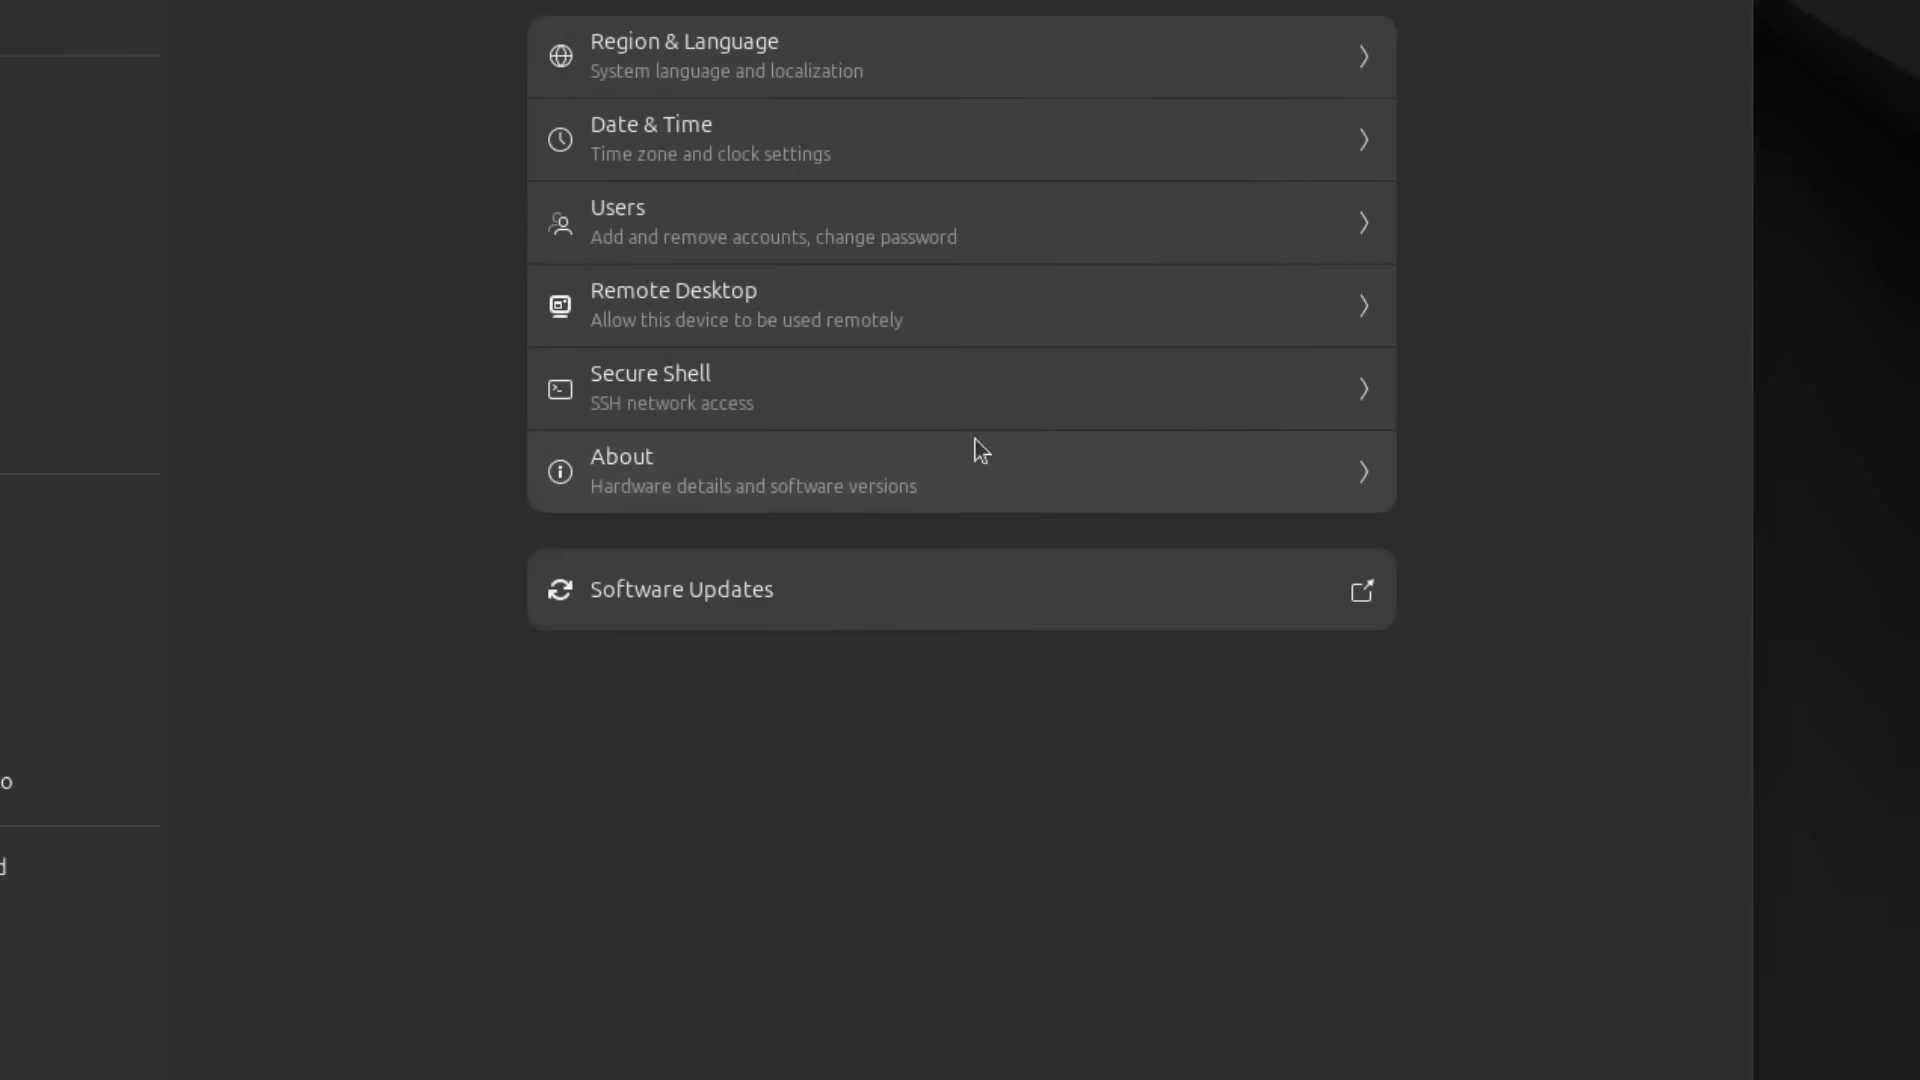 Region & Language
System language and localization
Date & Time
Time zone and clock settings
Users
Add and remove accounts, change password
Remote Desktop
Allow this device to be used remotely
Secure Shell
SSH network access
About
Hardware details and software versions
Software Updates
o
d